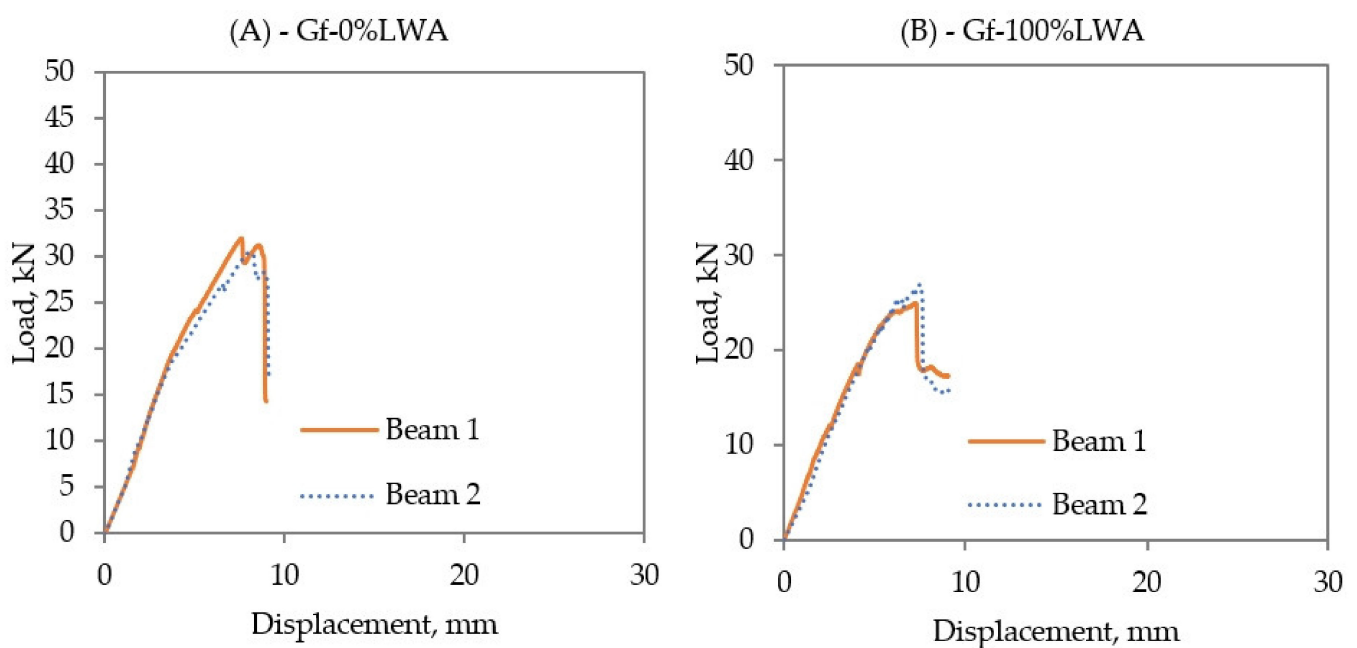 (A) - Gf-0%LWA
50
45
40
35
30
25
20
15
10
5
0
Load, kN
Beam 1
Beam 2
0 10 20 30
Displacement, mm
(B) - Gf-100%LWA
50
40
30
20
10
0
Load, kN
Beam 1
Beam 2
0 10 20 30
Displacement, mm